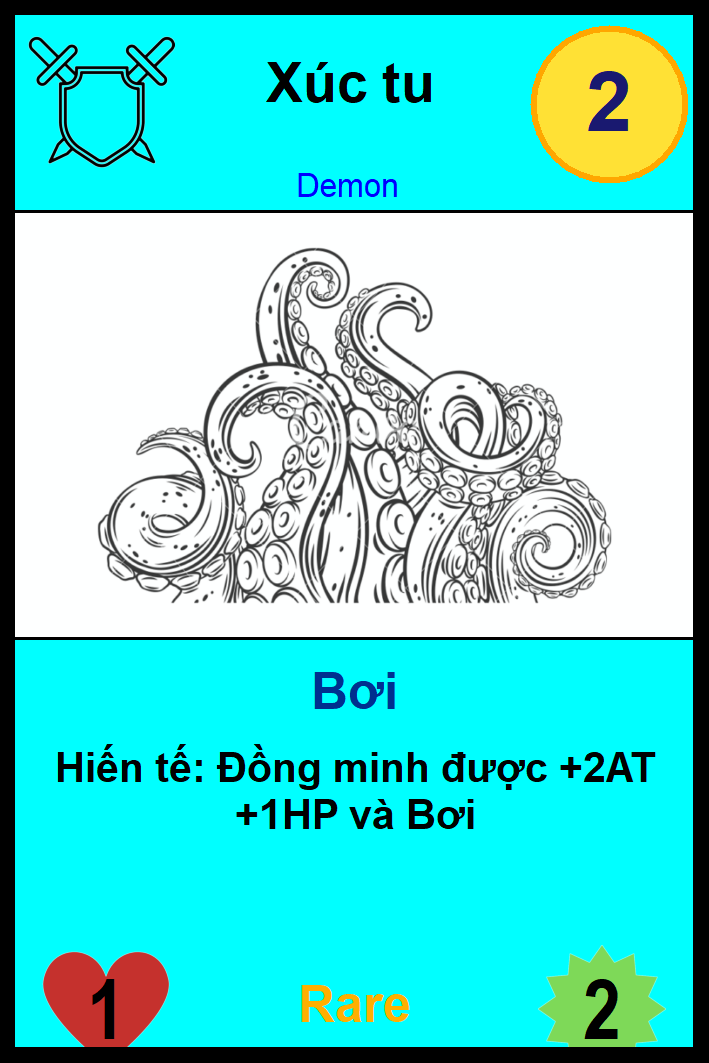 Xúc tu
2
Demon
Bơi
Hiến tế: Đồng minh được +2AT
+1HP và Bơi
1
Rare
2